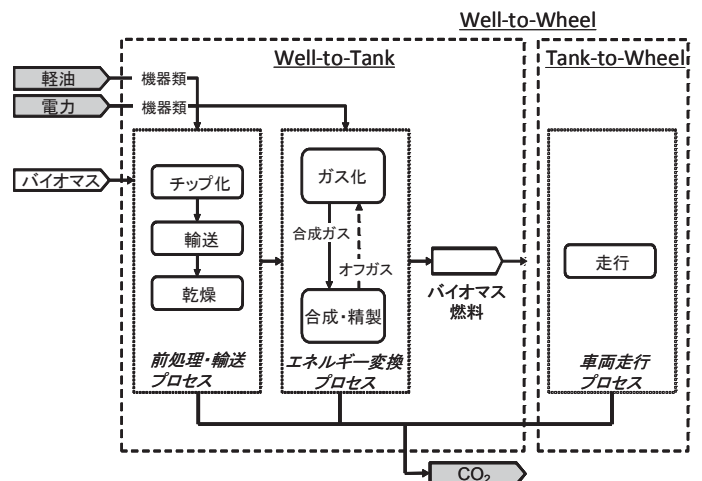 Well-to-Wheel
Well-to-Tank
Tank-to-Wheel
軽油
機器類
電力
機器類
バイオマス
チップ化
輸送
乾燥
前処理・輸送
プロセス
ガス化
合成ガス
オフガス
合成・精製
エネルギー変換
プロセス
バイオマス
燃料
走行
車両走行
プロセス
CO₂